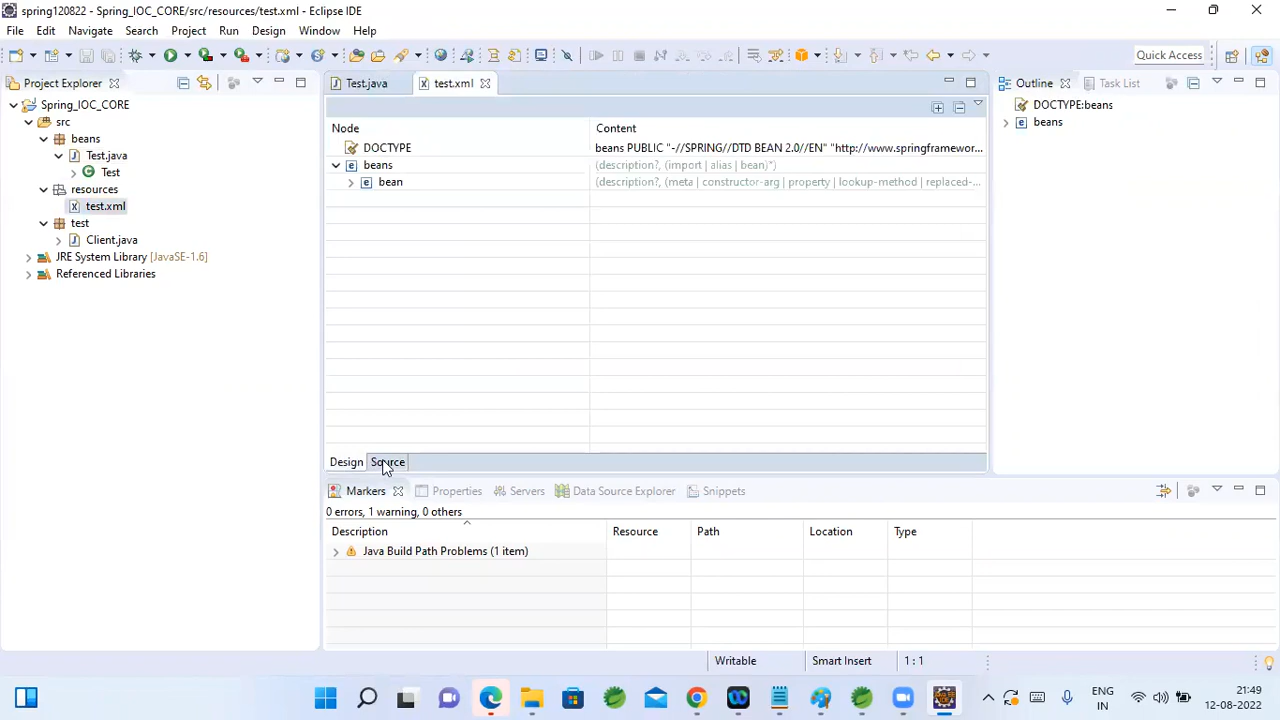 spring120822 - Spring_IOC_CORE/src/resources/test.xml - Eclipse IDE
File Edit Navigate Search Project Run Design Window Help
Quick Access
Project Explorer
Test.java
test.xml
Outline
Task List
Spring_IOC_CORE
src
beans
Test.java
Test
resources
test.xml
test
Client.java
JRE System Library [JavaSE-1.6]
Referenced Libraries
Node Content
DOCTYPE beans PUBLIC "-//SPRING//DTD BEAN 2.0//EN" "http://www.springframewor...
beans (description?, (import | alias | bean)*)
bean (description?, (meta | constructor-arg | property | lookup-method | replaced-...
DOCTYPE:beans
beans
Design Source
Markers Properties Servers Data Source Explorer Snippets
0 errors, 1 warning, 0 others
Description Resource Path Location Type
Java Build Path Problems (1 item)
Writable Smart Insert 1 : 1
ENG
IN
21:49
12-08-2022